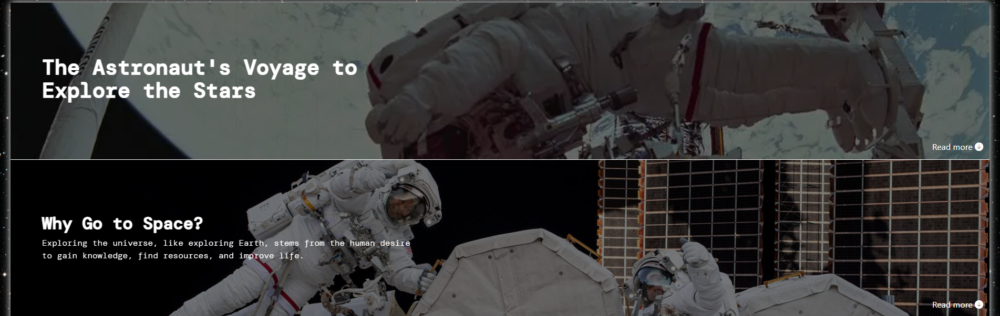 The Astronaut's Voyage to
Explore the Stars
Read more
Why Go to Space?
Exploring the universe, like exploring Earth, stems from the human desire
to gain knowledge, find resources, and improve life.
Read more